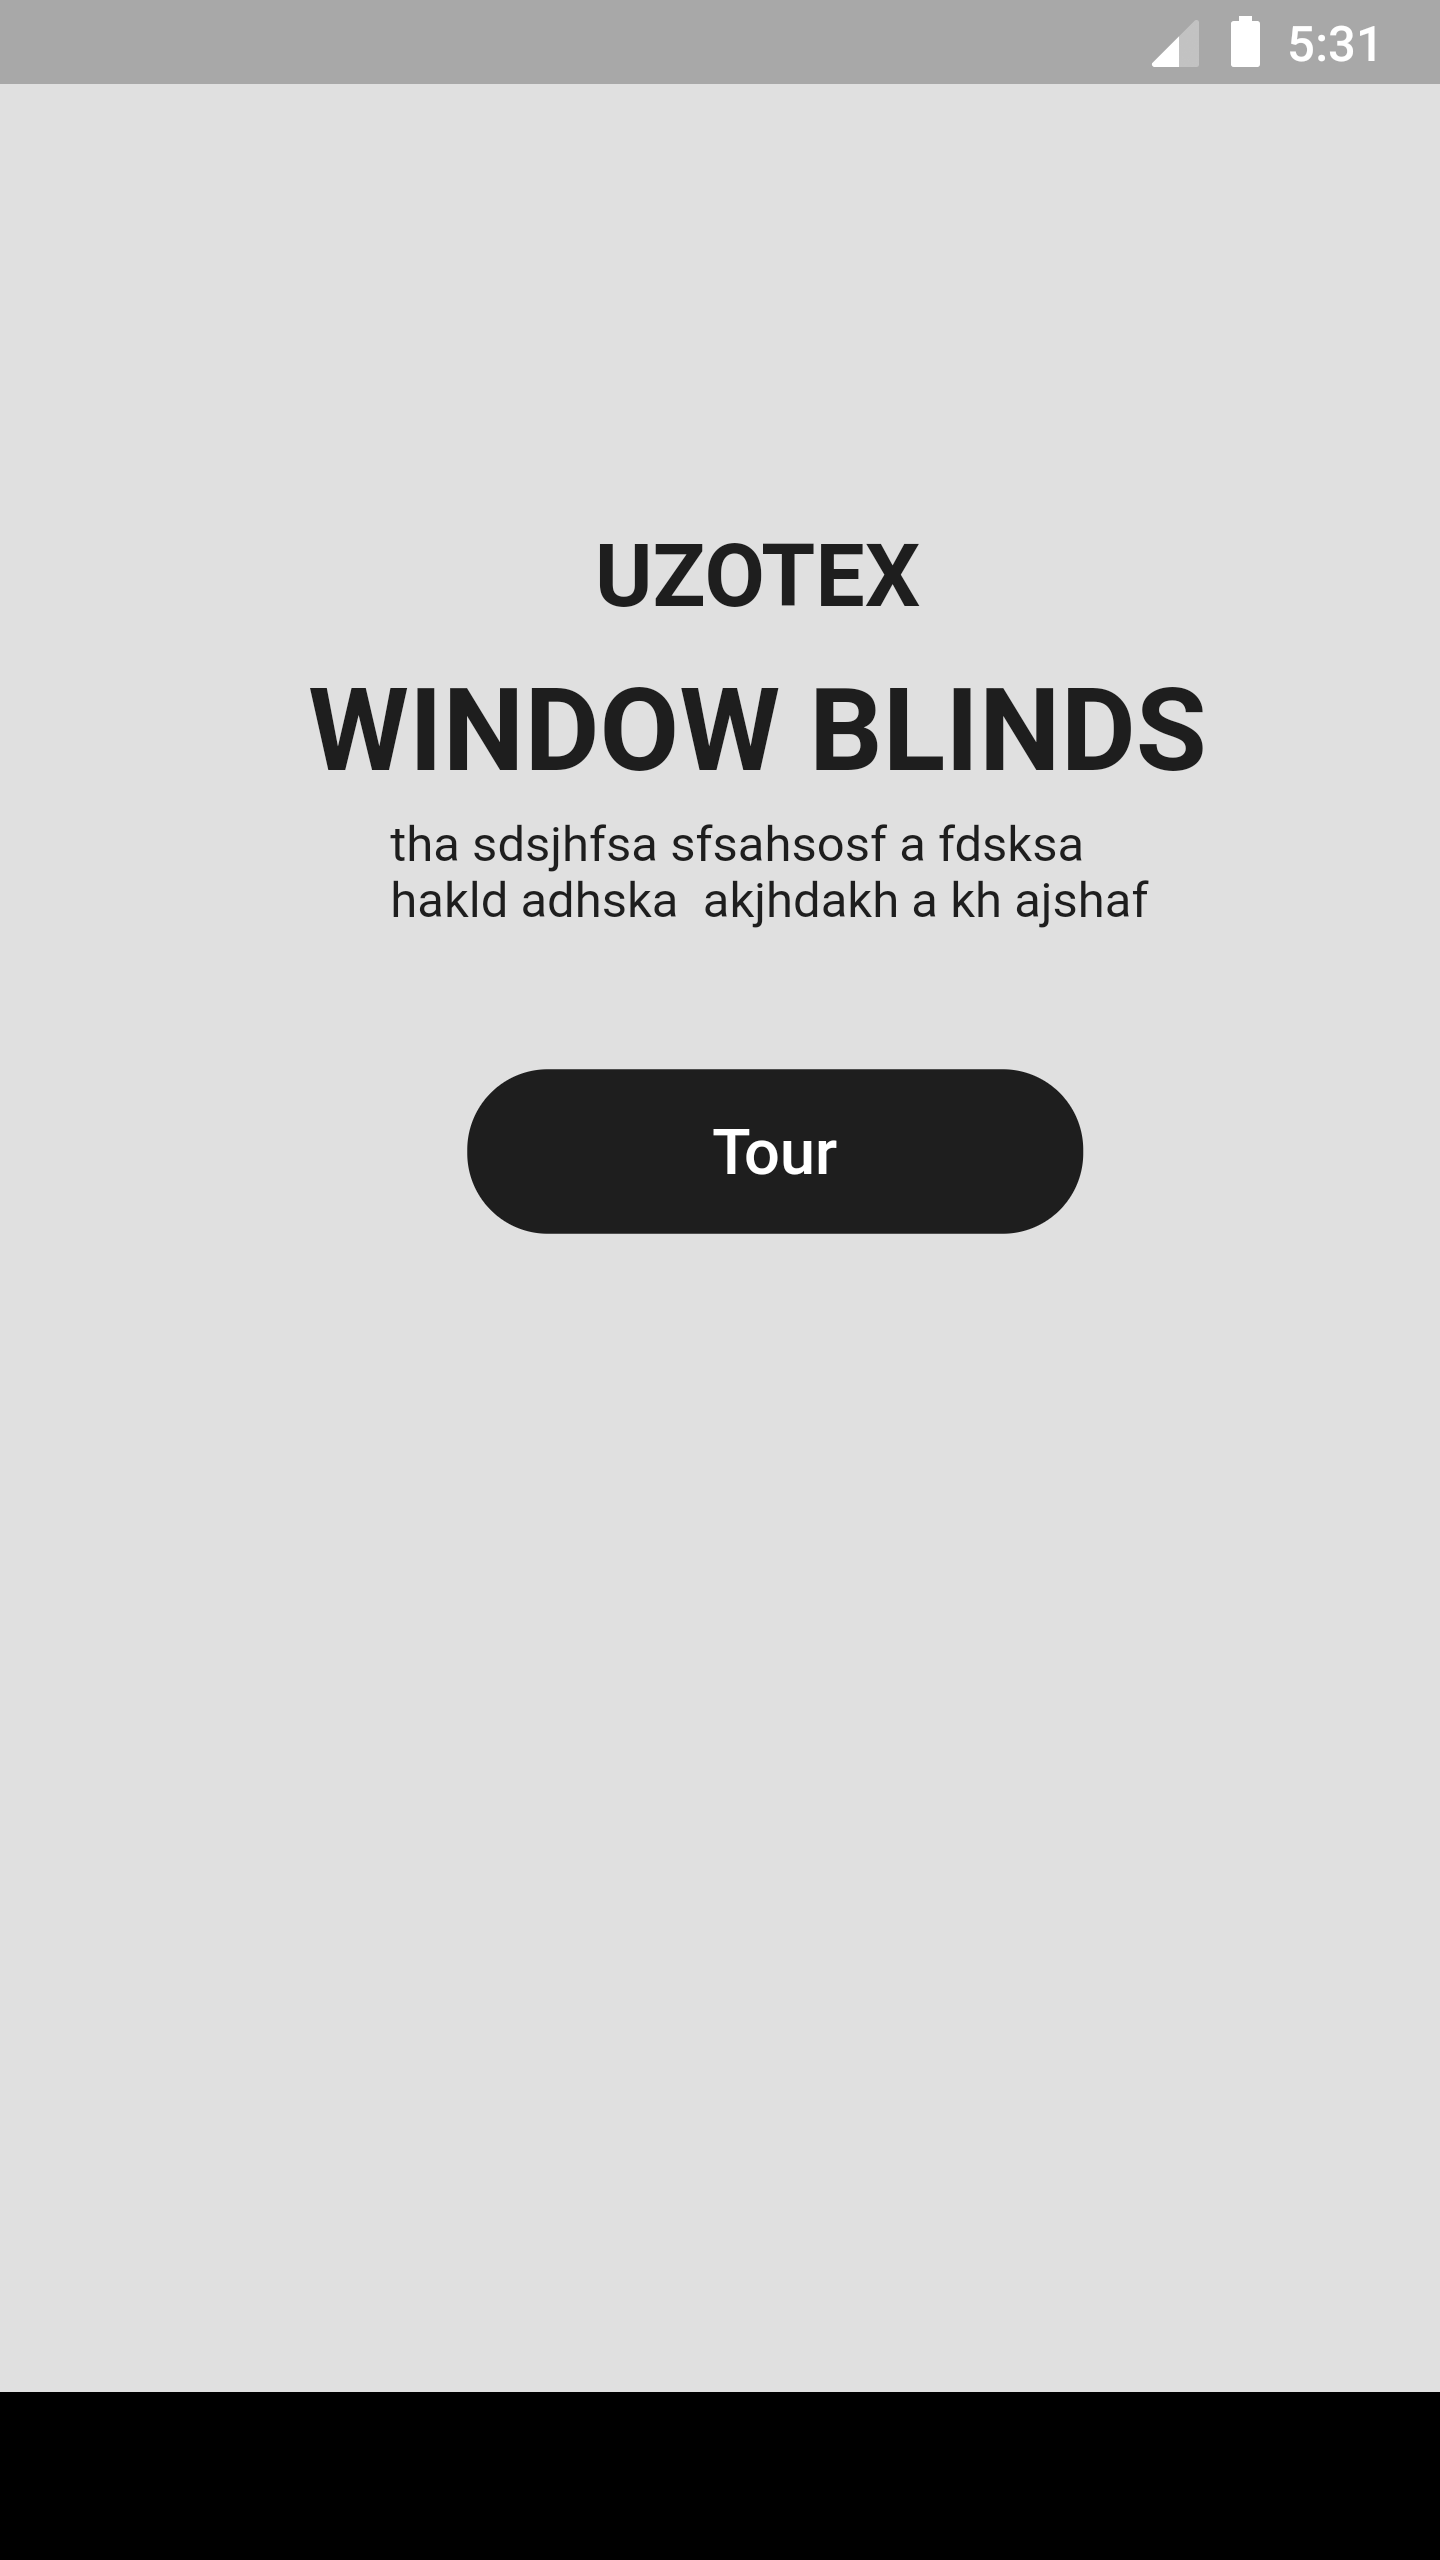 5:31
UZOTEX
WINDOW BLINDS
tha sdsjhfsa sfsahsosf a fdsksa
hakld adhska  akjhdakh a kh ajshaf
Tour